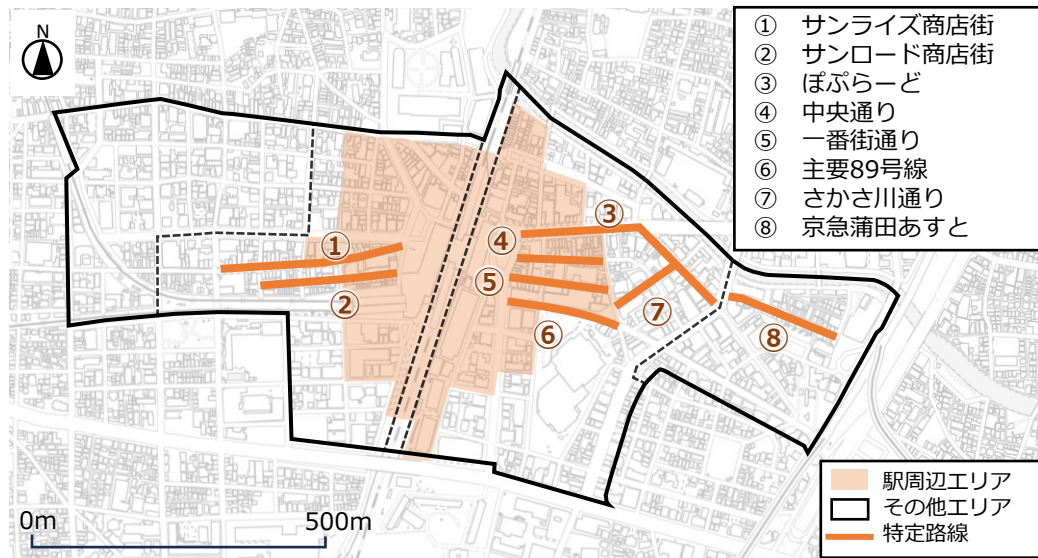 N
① サンライズ商店街
② サンロード商店街
③ ぽぷらーど
④ 中央通り
⑤ 一番街通り
⑥ 主要89号線
⑦ さかさ川通り
⑧ 京急蒲田あすと
①
②
③
④
⑤
⑥
⑦
⑧
駅周辺エリア
その他エリア
特定路線
0m
500m